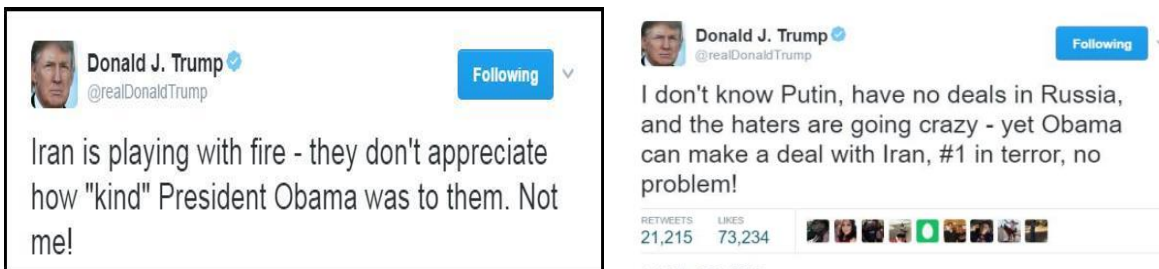 Donald J. Trump
@realDonaldTrump
Following
Iran is playing with fire - they don't appreciate
how "kind" President Obama was to them. Not
me!
Donald J. Trump
@realDonaldTrump
Following
I don't know Putin, have no deals in Russia,
and the haters are going crazy - yet Obama
can make a deal with Iran, #1 in terror, no
problem!
RETWEETS LIKES
21,215 73,234